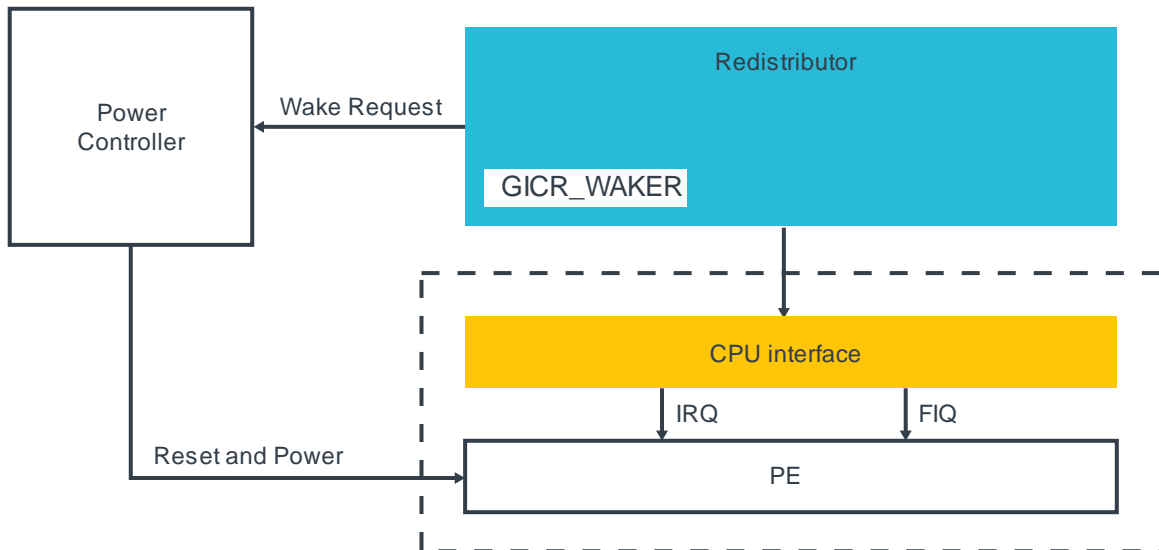 Redistributor
Power
Controller
Wake Request
GICR_WAKER
CPU interface
IRQ
FIQ
Reset and Power
PE